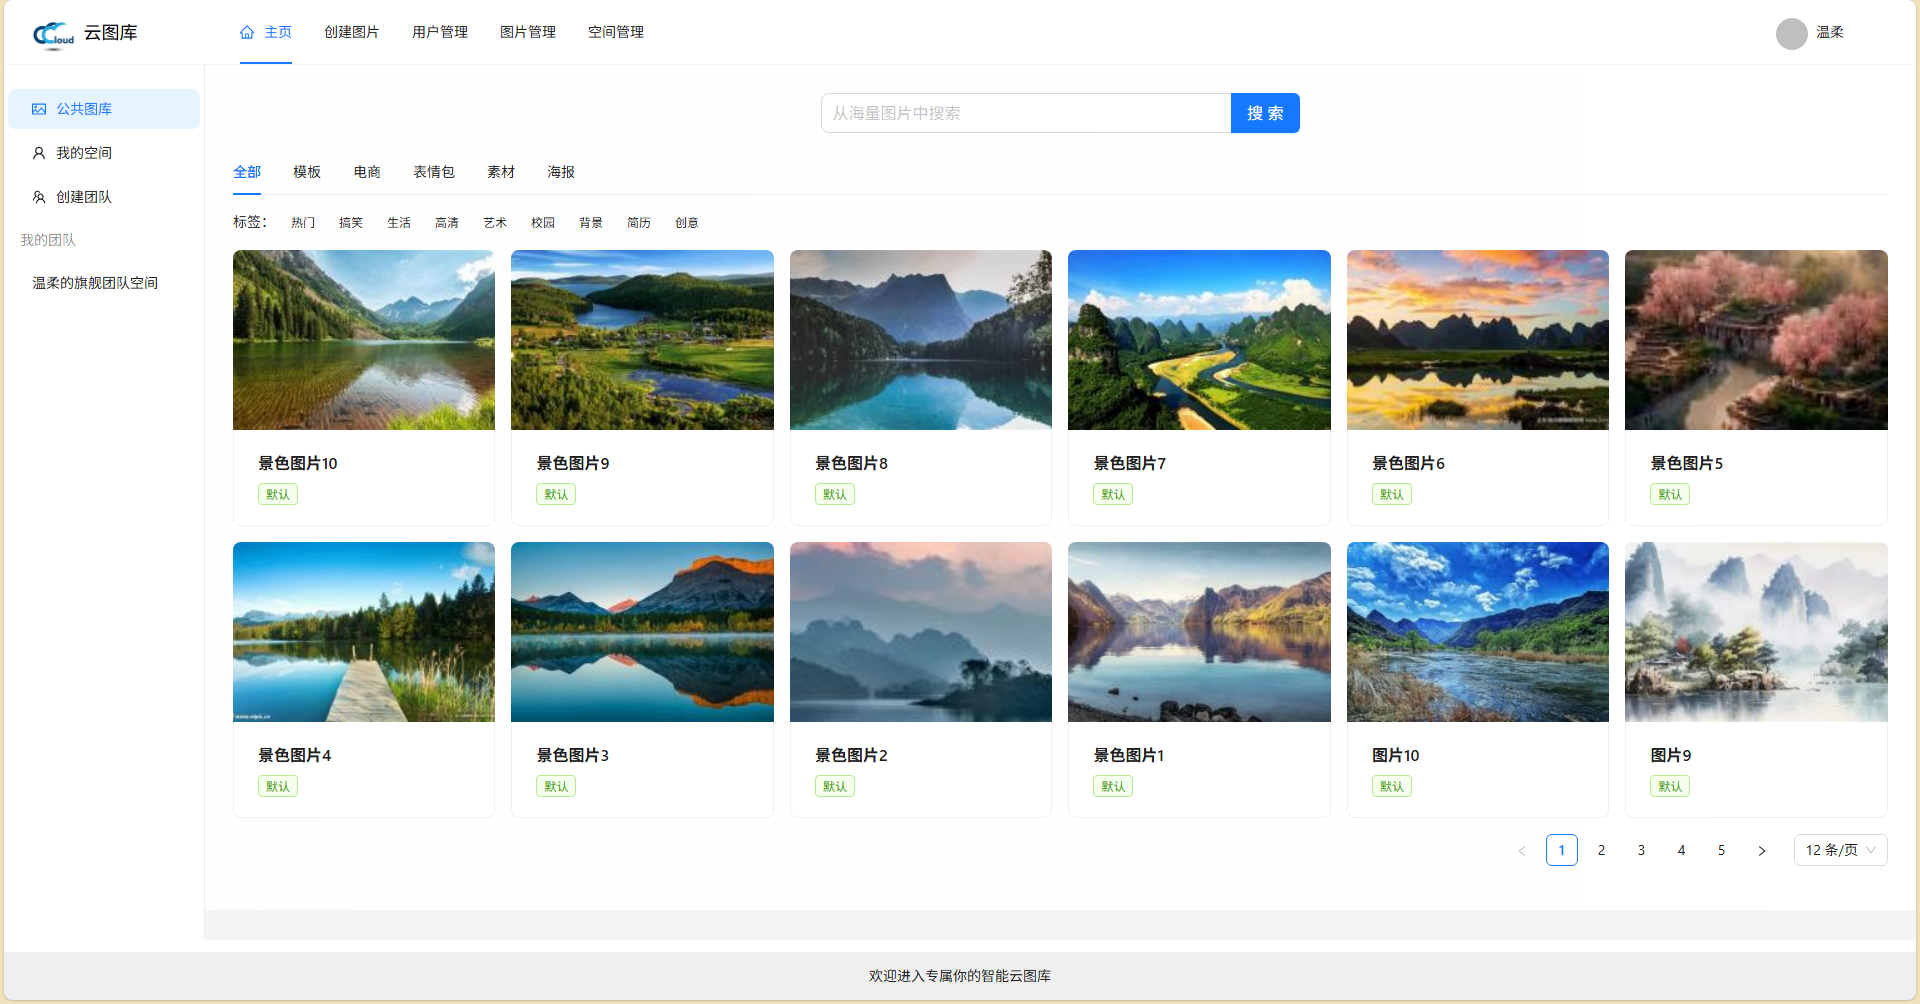 Cloud 云图库 主页 创建图片 用户管理 图片管理 空间管理 温柔
公共图库
我的空间
创建团队
我的团队
温柔的旗舰团队空间
从海量图片中搜索 搜 索
全部 模板 电商 表情包 素材 海报
标签： 热门 搞笑 生活 高清 艺术 校园 背景 简历 创意
景色图片10 景色图片9 景色图片8 景色图片7 景色图片6 景色图片5
默认 默认 默认 默认 默认 默认
景色图片4 景色图片3 景色图片2 景色图片1 图片10 图片9
默认 默认 默认 默认 默认 默认
1 2 3 4 5 12 条/页
欢迎进入专属你的智能云图库